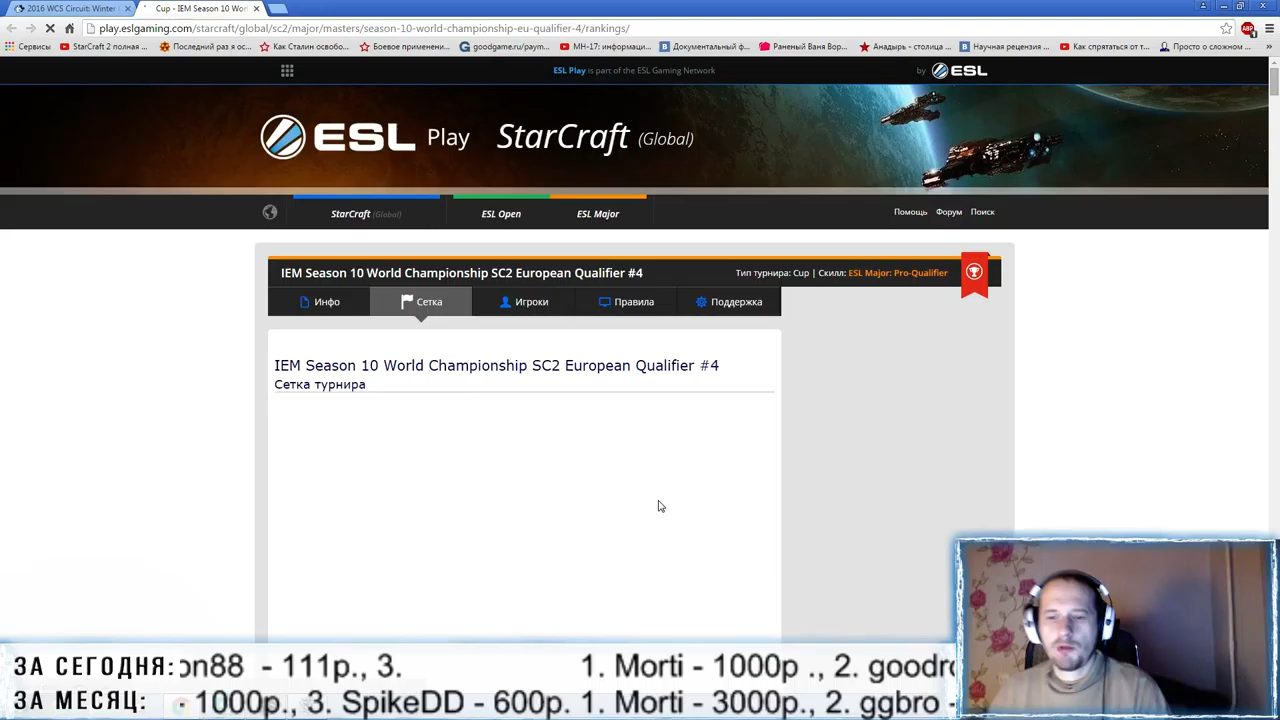 2016 WCS Circuit: Winter
Cup - IEM Season 10 Worl
play.eslgaming.com/starcraft/global/sc2/major/masters/season-10-world-championship-eu-qualifier-4/rankings/
Сервисы
StarCraft 2 полная ...
Последний раз я ос...
Как Сталин освобо...
Боевое применени...
goodgame.ru/paym...
МН-17: информаци...
Документальный ф...
Раненый Ваня Вор...
Анадырь - столица ...
Научная рецензия ...
Как спрятаться от т...
Просто о сложном ...
ABP
ESL Play is part of the ESL Gaming Network
by ESL
ESL Play StarCraft (Global)
StarCraft (Global)
ESL Open
ESL Major
Помощь
Форум
Поиск
IEM Season 10 World Championship SC2 European Qualifier #4
Тип турнира: Cup | Скилл: ESL Major: Pro-Qualifier
Инфо
Сетка
Игроки
Правила
Поддержка
IEM Season 10 World Championship SC2 European Qualifier #4
Сетка турнира
ЗА СЕГОДНЯ: on88 - 111р., 3. 1. Morti - 1000р ., 2. goodro
ЗА МЕСЯЦ: - 1000р., 3. SpikeDD - 600р. 1. Morti - 3000р., 2. ggbro -